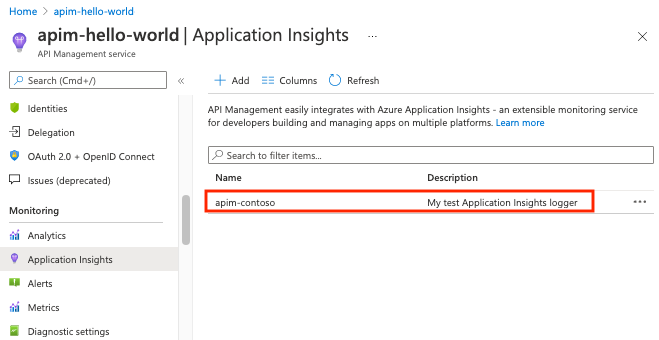 Home > apim-hello-world >
apim-hello-world | Application Insights ...
API Management service
Search (Cmd+/) «
Identities
Delegation
OAuth 2.0 + OpenID Connect
Issues (deprecated)
Monitoring
Analytics
Application Insights
Alerts
Metrics
Diagnostic settings
Add Columns Refresh
API Management easily integrates with Azure Application Insights - an extensible monitoring service
for developers building and managing apps on multiple platforms. Learn more
Search to filter items...
Name Description
apim-contoso My test Application Insights logger ...